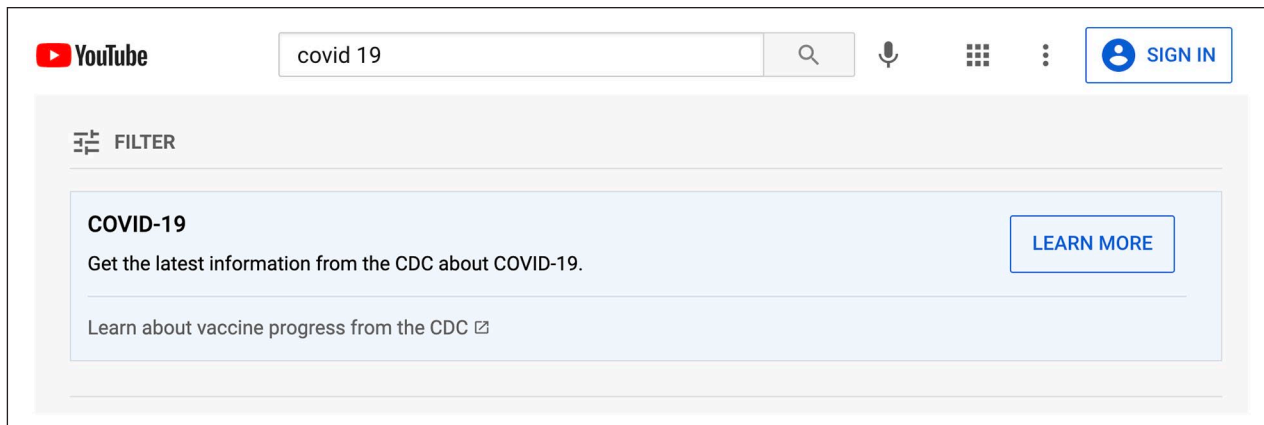 YouTube
covid 19
SIGN IN
FILTER
COVID-19
Get the latest information from the CDC about COVID-19.
LEARN MORE
Learn about vaccine progress from the CDC